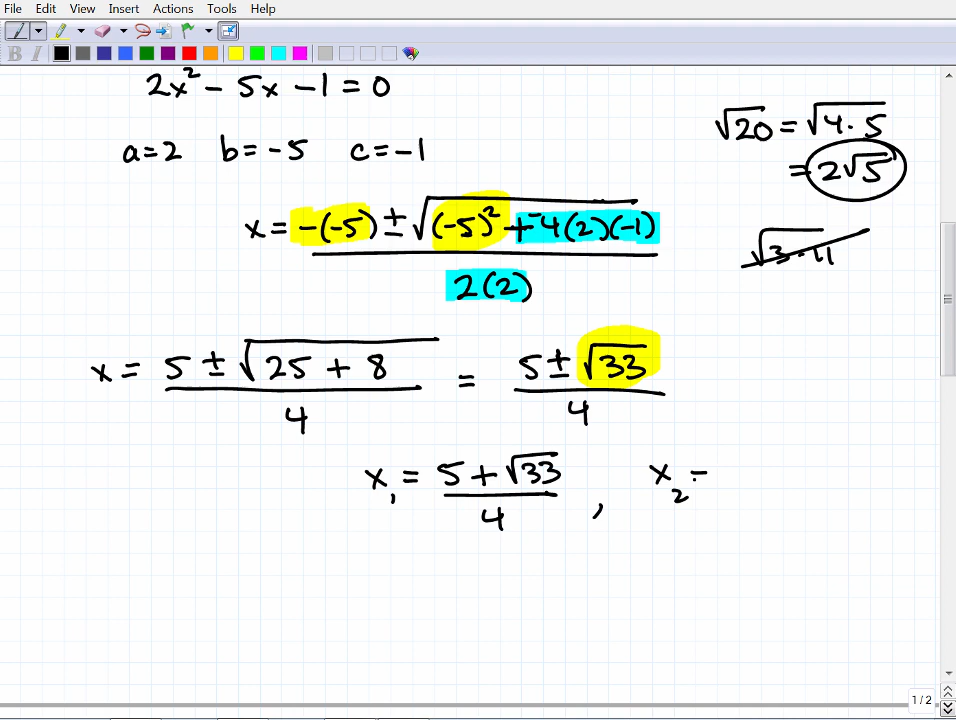 File Edit View Insert Actions Tools Help
B I
2x² - 5x - 1 = 0
√20 = √4·5
= 2√5
a=2 b=-5 c=-1
x = -(-5) ± √(-5)² +⁻4(2)(-1)
2(2)
√3·11
x = 5 ± √25 + 8 = 5 ± √33
4 4
x₁ = 5 + √33 , x₂ =
4
1 / 2